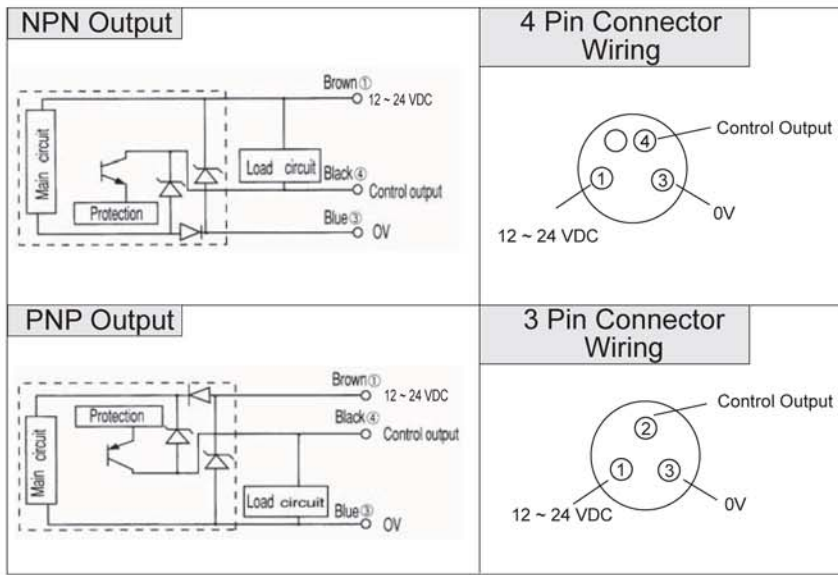 NPN Output
Brown①
12 ~ 24 VDC
Main circuit
Load circuit
Black④
Control output
Protection
Blue③
OV
4 Pin Connector
Wiring
4
Control Output
1
3
0V
12 ~ 24 VDC
PNP Output
Brown①
12 ~ 24 VDC
Protection
Black④
Control output
Main circuit
Load circuit
Blue③
OV
3 Pin Connector
Wiring
Control Output
2
1
3
0V
12 ~ 24 VDC